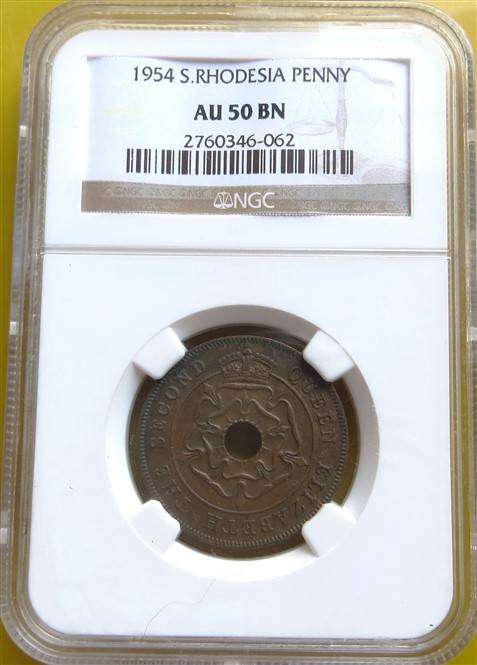 1954 S.RHODESIA PENNY
AU 50 BN
2760346-062
NGC
QUEEN ELIZABETH THE SECOND